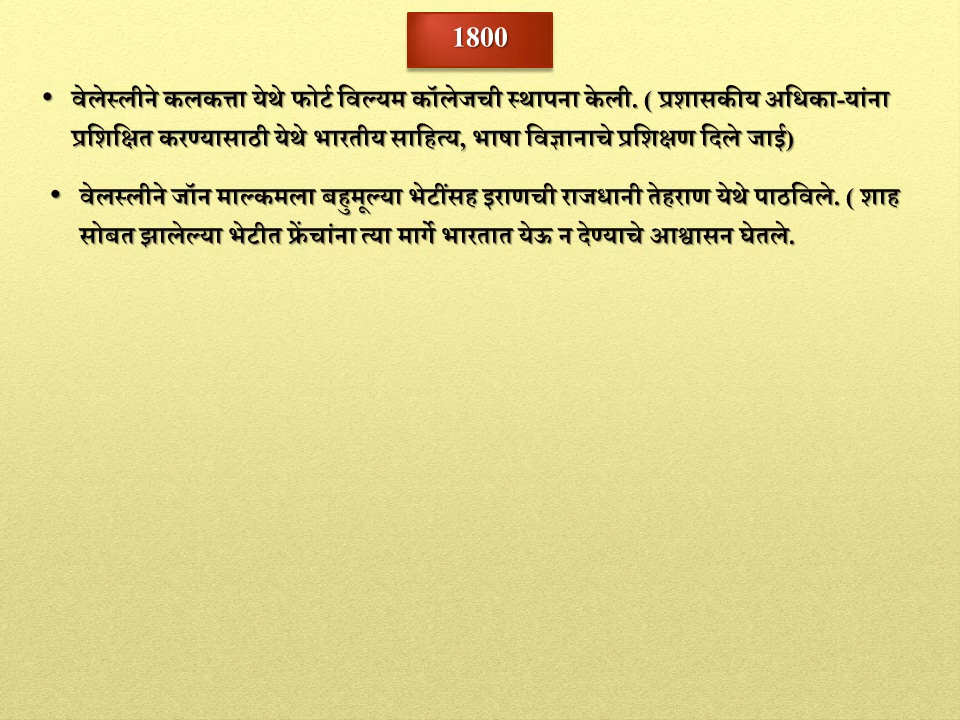 1800
• वेलेस्लीने कलकत्ता येथे फोर्ट विल्यम कॉलेजची स्थापना केली. ( प्रशासकीय अधिका-यांना
प्रशिक्षित करण्यासाठी येथे भारतीय साहित्य, भाषा विज्ञानाचे प्रशिक्षण दिले जाई)
• वेलस्लीने जॉन माल्कमला बहुमूल्या भेटींसह इराणची राजधानी तेहराण येथे पाठविले. ( शाह
सोबत झालेल्या भेटीत फ्रेंचांना त्या मार्गे भारतात येऊ न देण्याचे आश्वासन घेतले.